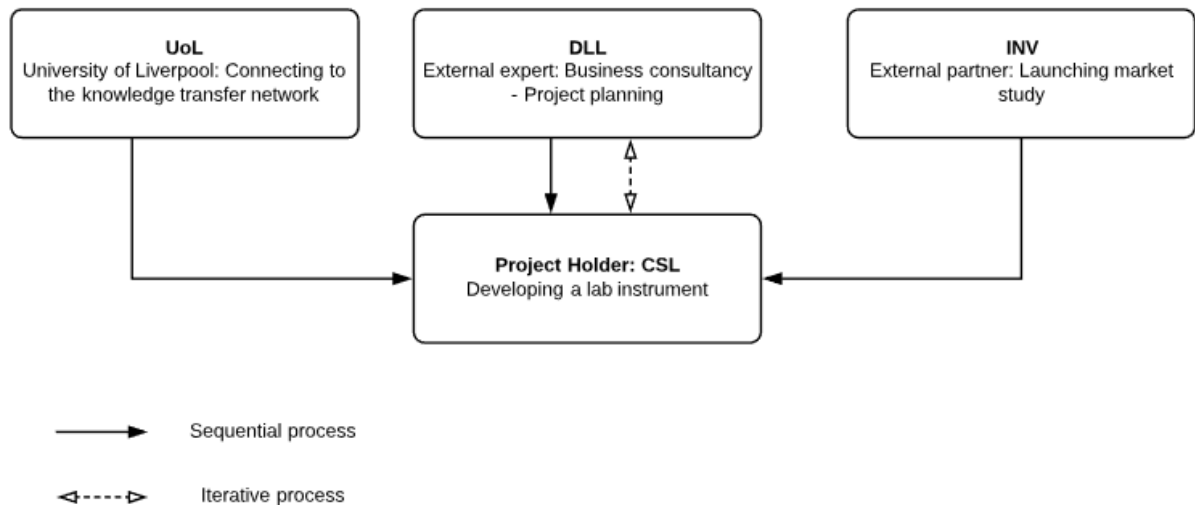 UoL
University of Liverpool: Connecting to
the knowledge transfer network
DLL
External expert: Business consultancy
- Project planning
INV
External partner: Launching market
study
Project Holder: CSL
Developing a lab instrument
Sequential process
Iterative process